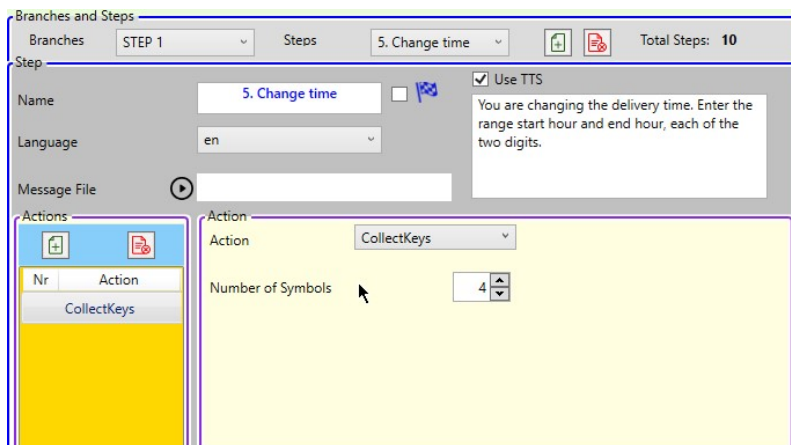 Branches and Steps
Branches STEP 1 Steps 5. Change time Total Steps: 10
Step
Name 5. Change time
Use TTS
You are changing the delivery time. Enter the
range start hour and end hour, each of the
two digits.
Language en
Message File
Actions
Nr Action
CollectKeys
Action
Action CollectKeys
Number of Symbols 4